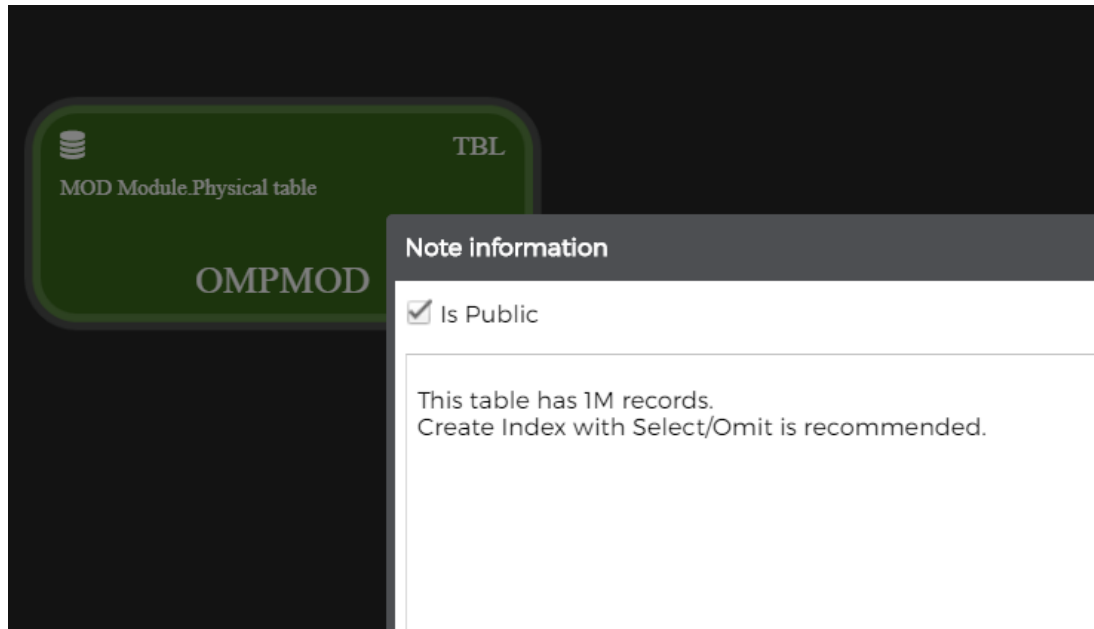 TBL
MOD Module.Physical table
OMPMOD
Note information
Is Public
This table has 1M records.
Create Index with Select/Omit is recommended.